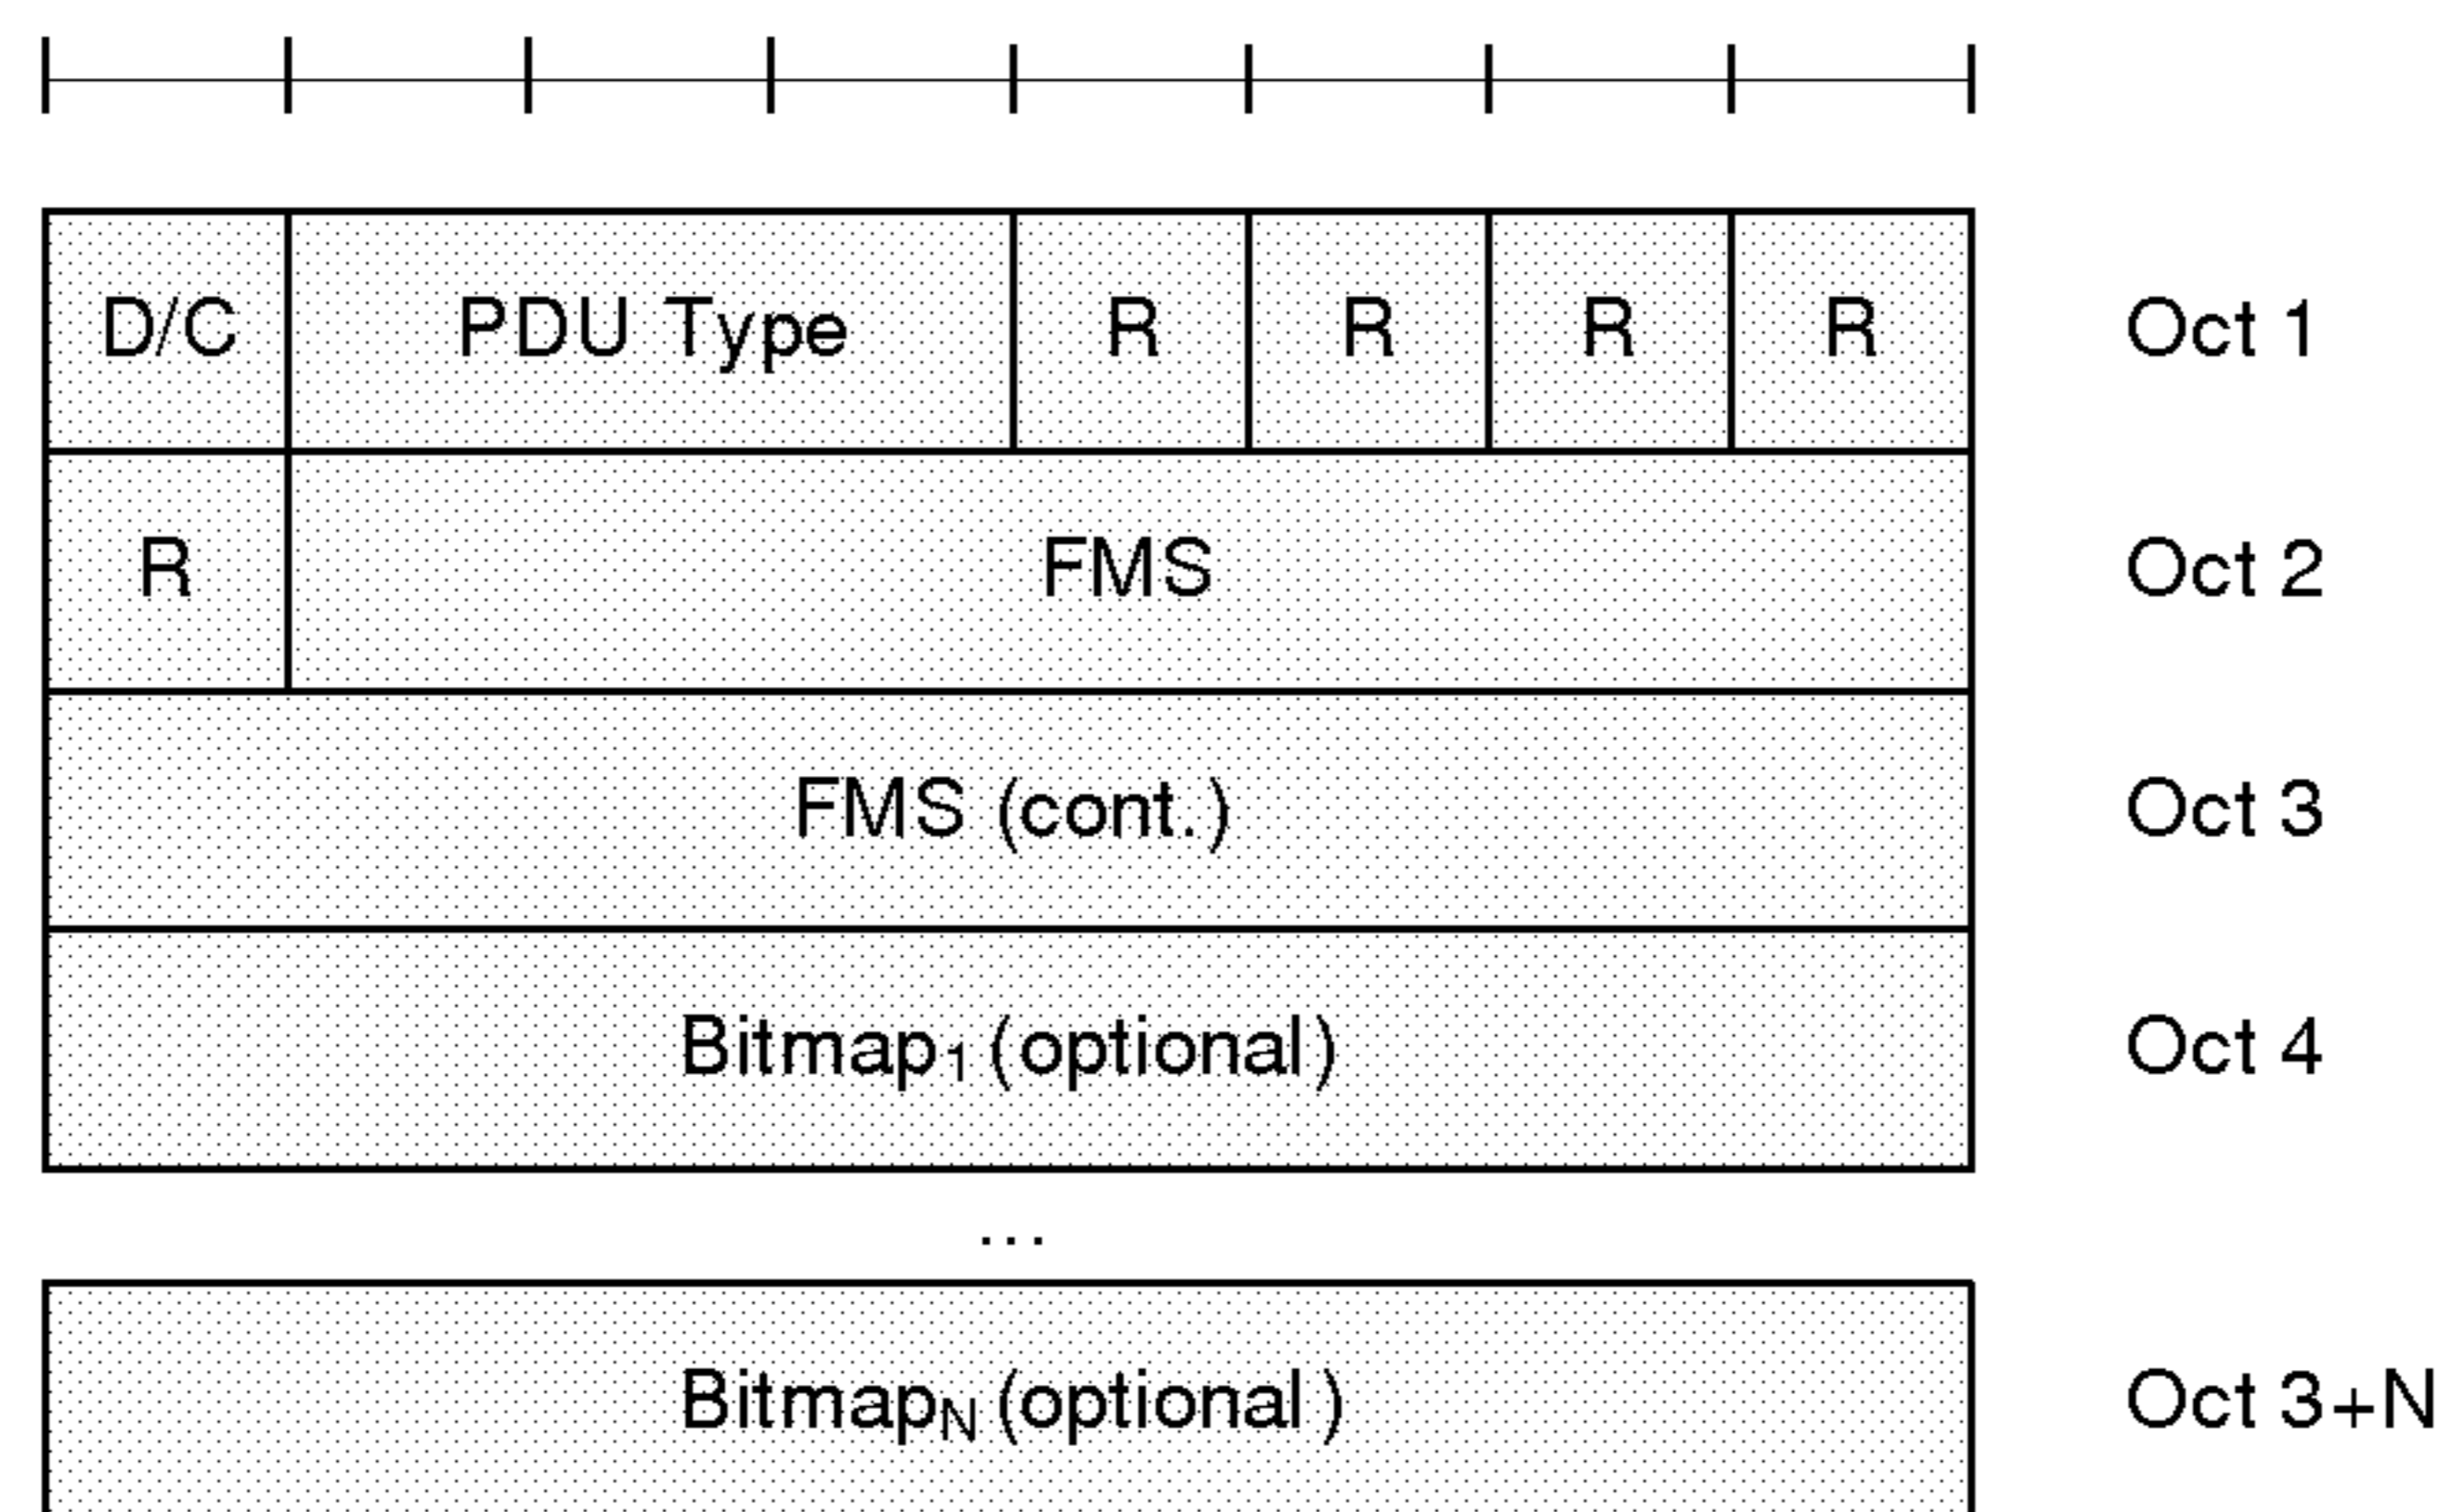 D/C PDU Type R R R R Oct 1
R FMS Oct 2
FMS (cont.) Oct 3
Bitmap1 (optional) Oct 4
...
BitmapN (optional) Oct 3+N